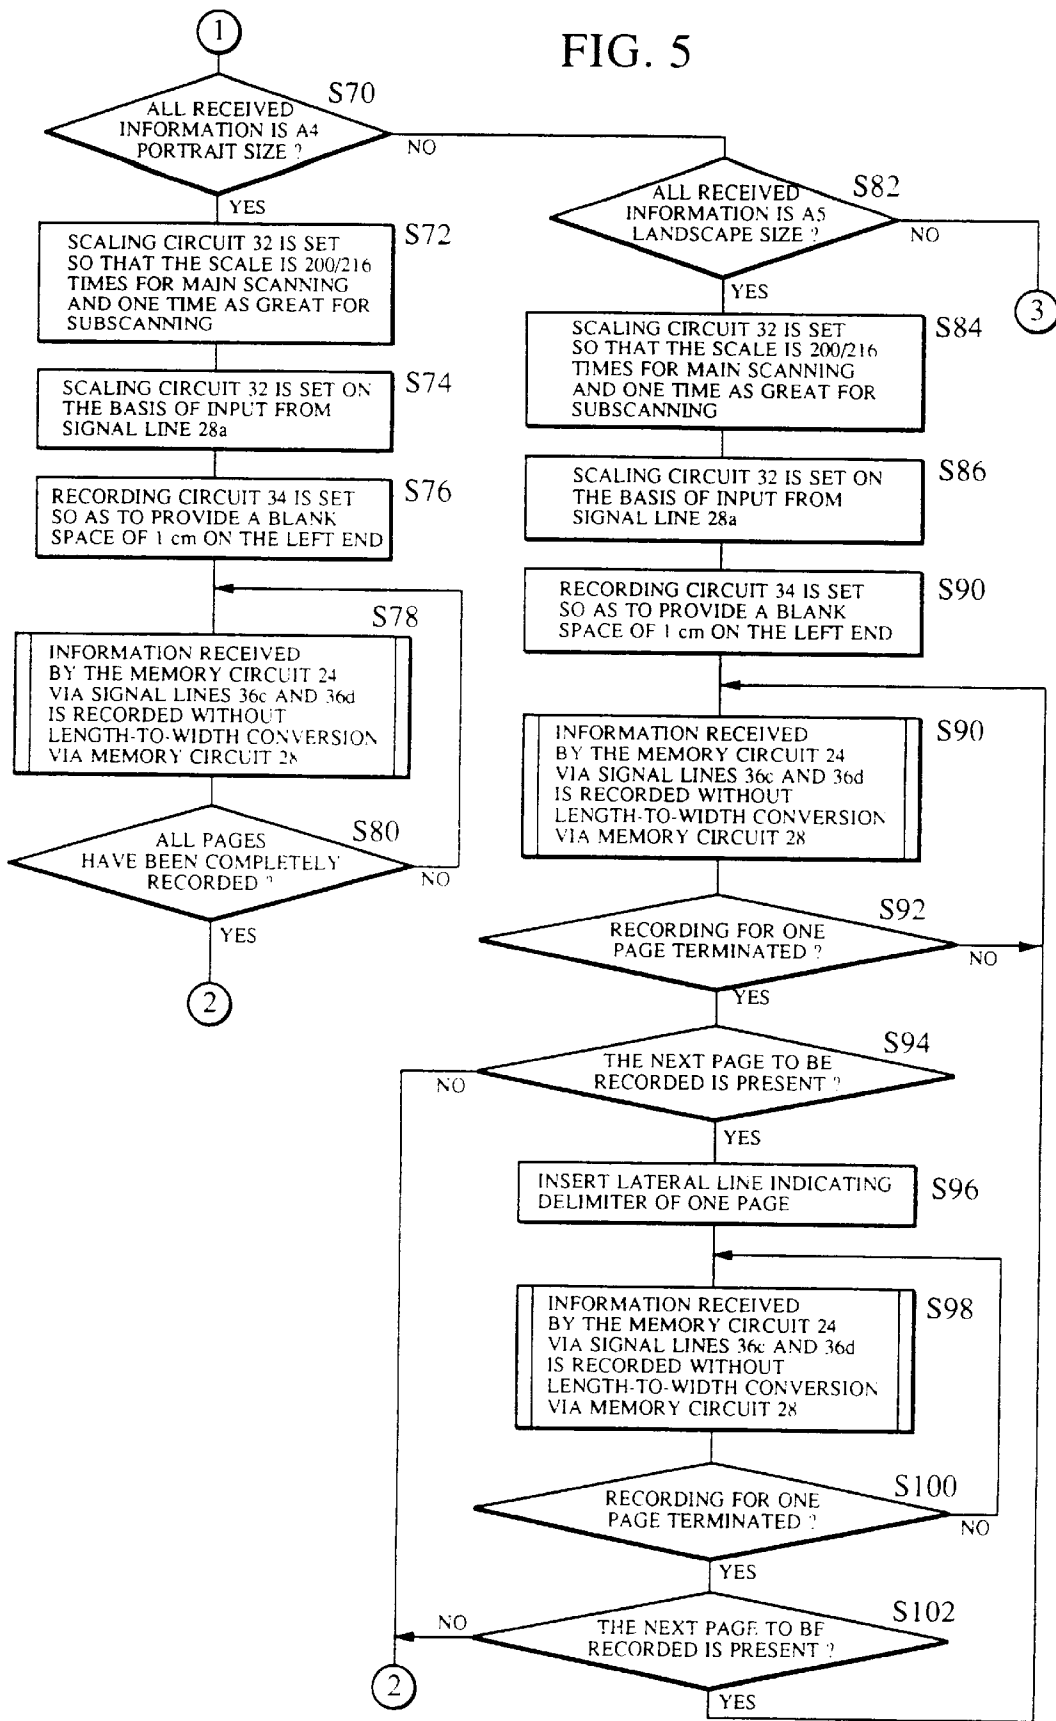 1
FIG. 5
S70
ALL RECEIVED
INFORMATION IS A4
PORTRAIT SIZE ?
NO
YES
S72
SCALING CIRCUIT 32 IS SET
SO THAT THE SCALE IS 200/216
TIMES FOR MAIN SCANNING
AND ONE TIME AS GREAT FOR
SUBSCANNING
S74
SCALING CIRCUIT 32 IS SET ON
THE BASIS OF INPUT FROM
SIGNAL LINE 28a
S76
RECORDING CIRCUIT 34 IS SET
SO AS TO PROVIDE A BLANK
SPACE OF 1 cm ON THE LEFT END
S78
INFORMATION RECEIVED
BY THE MEMORY CIRCUIT 24
VIA SIGNAL LINES 36c AND 36d
IS RECORDED WITHOUT
LENGTH-TO-WIDTH CONVERSION
VIA MEMORY CIRCUIT 28
S80
ALL PAGES
HAVE BEEN COMPLETELY
RECORDED ?
NO
YES
2
S82
ALL RECEIVED
INFORMATION IS A5
LANDSCAPE SIZE ?
NO
YES
3
S84
SCALING CIRCUIT 32 IS SET
SO THAT THE SCALE IS 200/216
TIMES FOR MAIN SCANNING
AND ONE TIME AS GREAT FOR
SUBSCANNING
S86
SCALING CIRCUIT 32 IS SET ON
THE BASIS OF INPUT FROM
SIGNAL LINE 28a
S90
RECORDING CIRCUIT 34 IS SET
SO AS TO PROVIDE A BLANK
SPACE OF 1 cm ON THE LEFT END
S90
INFORMATION RECEIVED
BY THE MEMORY CIRCUIT 24
VIA SIGNAL LINES 36c AND 36d
IS RECORDED WITHOUT
LENGTH-TO-WIDTH CONVERSION
VIA MEMORY CIRCUIT 28
S92
RECORDING FOR ONE
PAGE TERMINATED ?
NO
YES
S94
THE NEXT PAGE TO BE
RECORDED IS PRESENT ?
NO
YES
S96
INSERT LATERAL LINE INDICATING
DELIMITER OF ONE PAGE
S98
INFORMATION RECEIVED
BY THE MEMORY CIRCUIT 24
VIA SIGNAL LINES 36c AND 36d
IS RECORDED WITHOUT
LENGTH-TO-WIDTH CONVERSION
VIA MEMORY CIRCUIT 28
S100
RECORDING FOR ONE
PAGE TERMINATED ?
NO
YES
S102
THE NEXT PAGE TO BE
RECORDED IS PRESENT ?
NO
YES
2